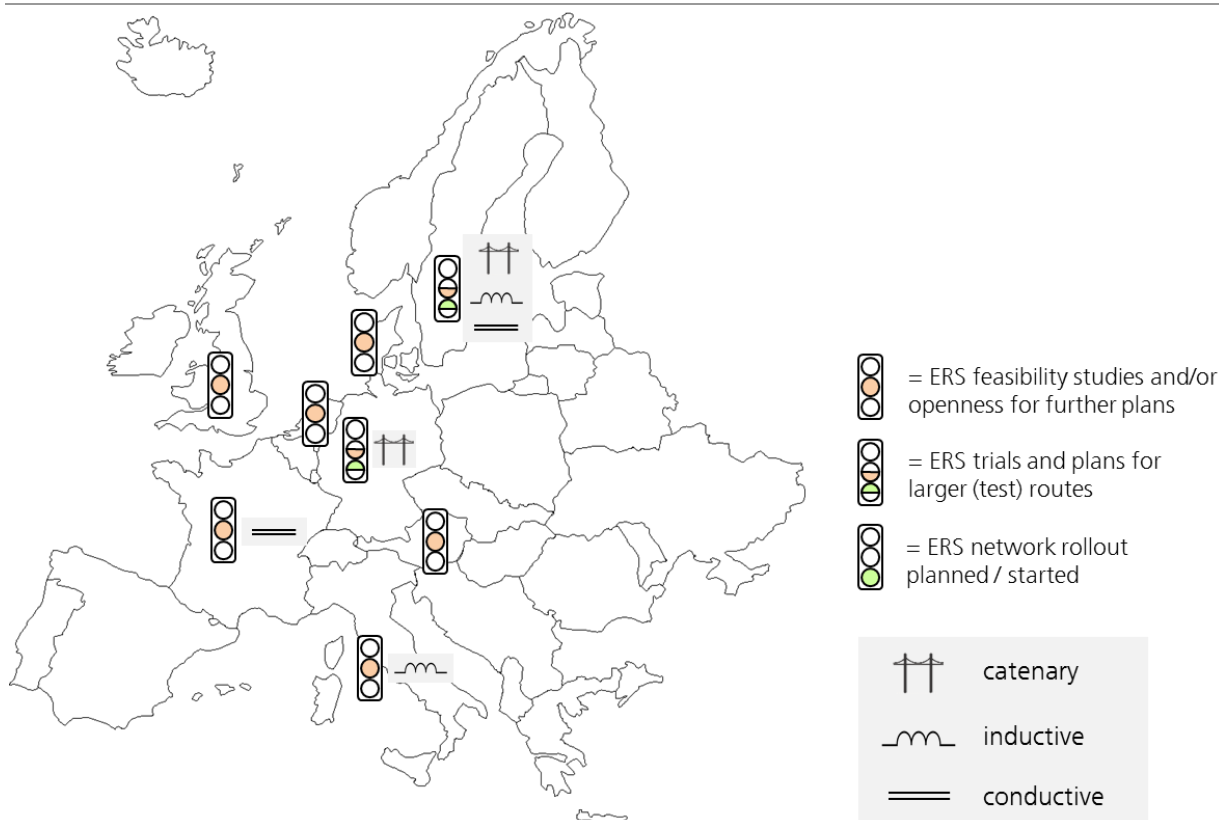 = ERS feasibility studies and/or
openness for further plans
= ERS trials and plans for
larger (test) routes
= ERS network rollout
planned / started
catenary
inductive
conductive